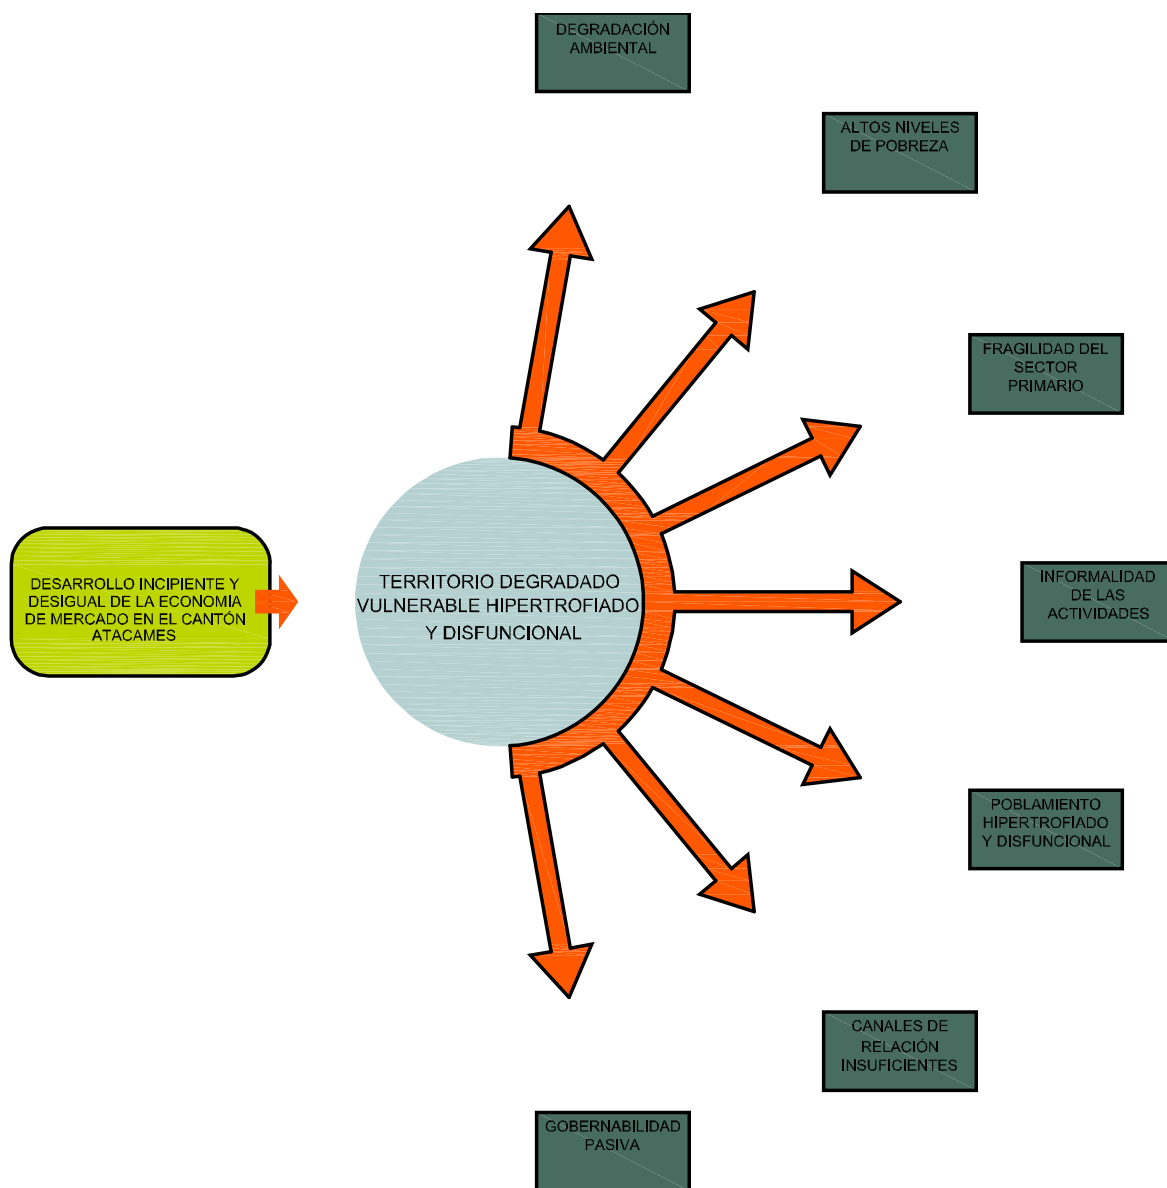 DEGRADACIÓN
AMBIENTAL
ALTOS NIVELES
DE POBREZA
FRAGILIDAD DEL
SECTOR
PRIMARIO
DESARROLLO INCIPIENTE Y
DESIGUAL DE LA ECONOMIA
DE MERCADO EN EL CANTÓN
ATACAMES
TERRITORIO DEGRADADO
VULNERABLE HIPERTROFIADO
Y DISFUNCIONAL
INFORMALIDAD
DE LAS
ACTIVIDADES
POBLAMIENTO
HIPERTROFIADO
Y DISFUNCIONAL
CANALES DE
RELACIÓN
INSUFICIENTES
GOBERNABILIDAD
PASIVA